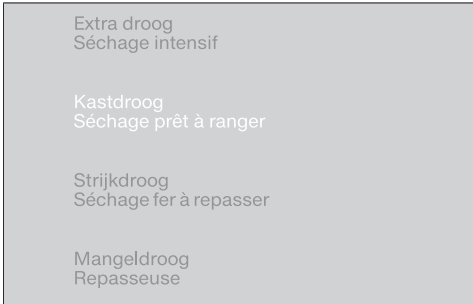 Extra droog
Séchage intensif
Kastdroog
Séchage prêt à ranger
Strijkdroog
Séchage fer à repasser
Mangeldroog
Repasseuse